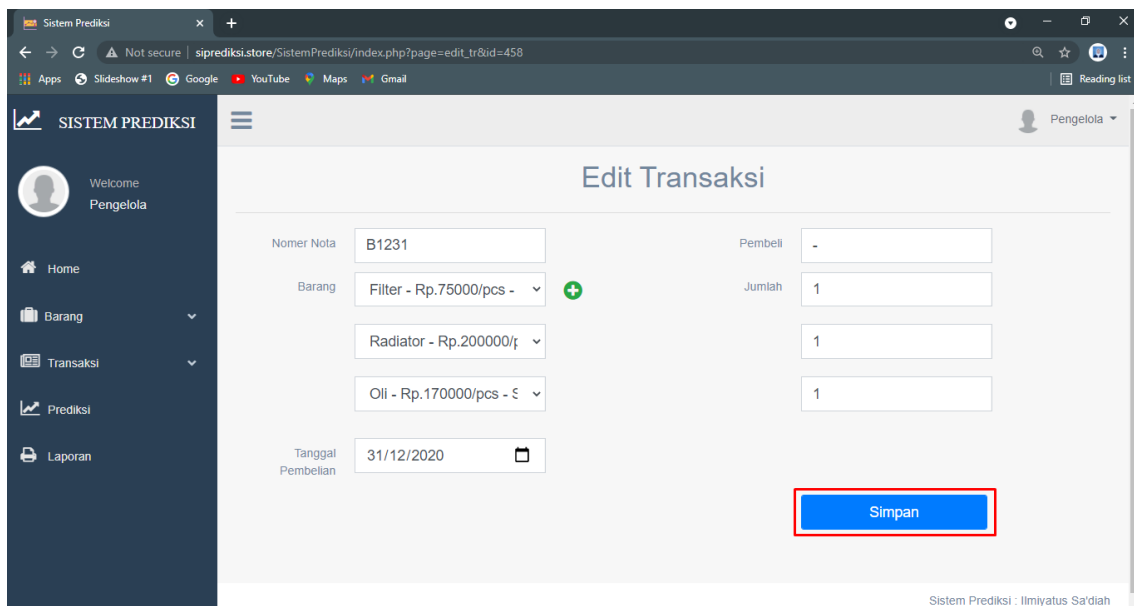 Sistem Prediksi
Not secure | siprediksi.store/SistemPrediksi/index.php?page=edit_tr&id=458
Apps Slideshow #1 Google YouTube Maps Gmail Reading list
SISTEM PREDIKSI
Pengelola
Welcome
Pengelola
Home
Barang
Transaksi
Prediksi
Laporan
Edit Transaksi
Nomer Nota B1231 Pembeli -
Barang Filter - Rp.75000/pcs - Jumlah 1
Radiator - Rp.200000/p 1
Oli - Rp.170000/pcs - S 1
Tanggal 31/12/2020
Pembelian
Simpan
Sistem Prediksi : Ilmiyatus Sa'diah